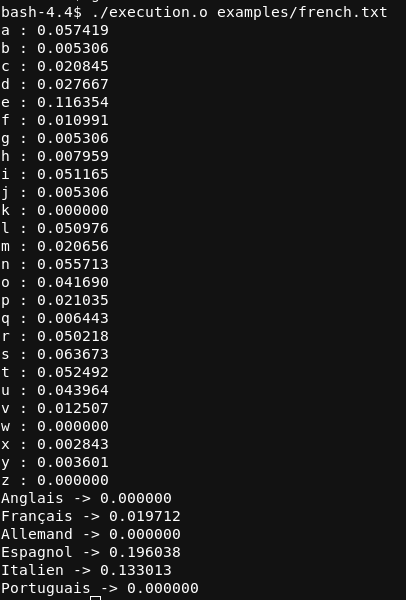 bash-4.4$ ./execution.o examples/french.txt
a : 0.057419
b : 0.005306
c : 0.020845
d : 0.027667
e : 0.116354
f : 0.010991
g : 0.005306
h : 0.007959
i : 0.051165
j : 0.005306
k : 0.000000
l : 0.050976
m : 0.020656
n : 0.055713
o : 0.041690
p : 0.021035
q : 0.006443
r : 0.050218
s : 0.063673
t : 0.052492
u : 0.043964
v : 0.012507
w : 0.000000
x : 0.002843
y : 0.003601
z : 0.000000
Anglais -> 0.000000
Français -> 0.019712
Allemand -> 0.000000
Espagnol -> 0.196038
Italien -> 0.133013
Portuguais -> 0.000000